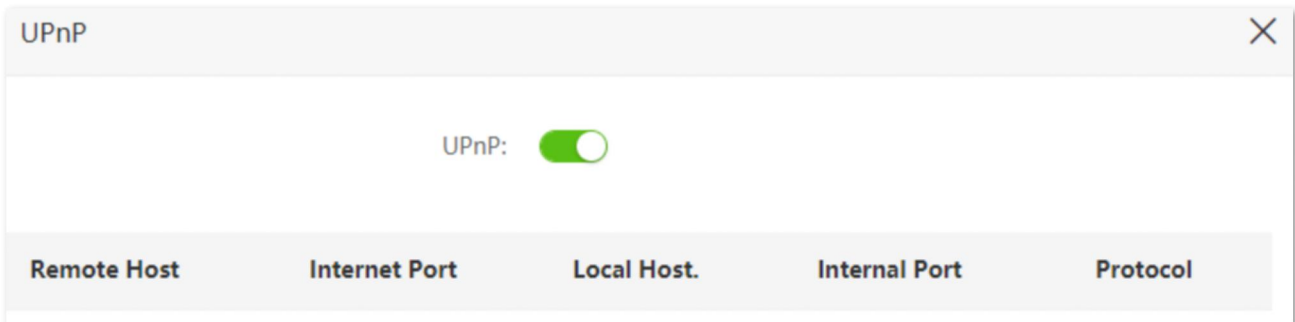 UPnP
UPnP:
Remote Host Internet Port Local Host. Internal Port Protocol